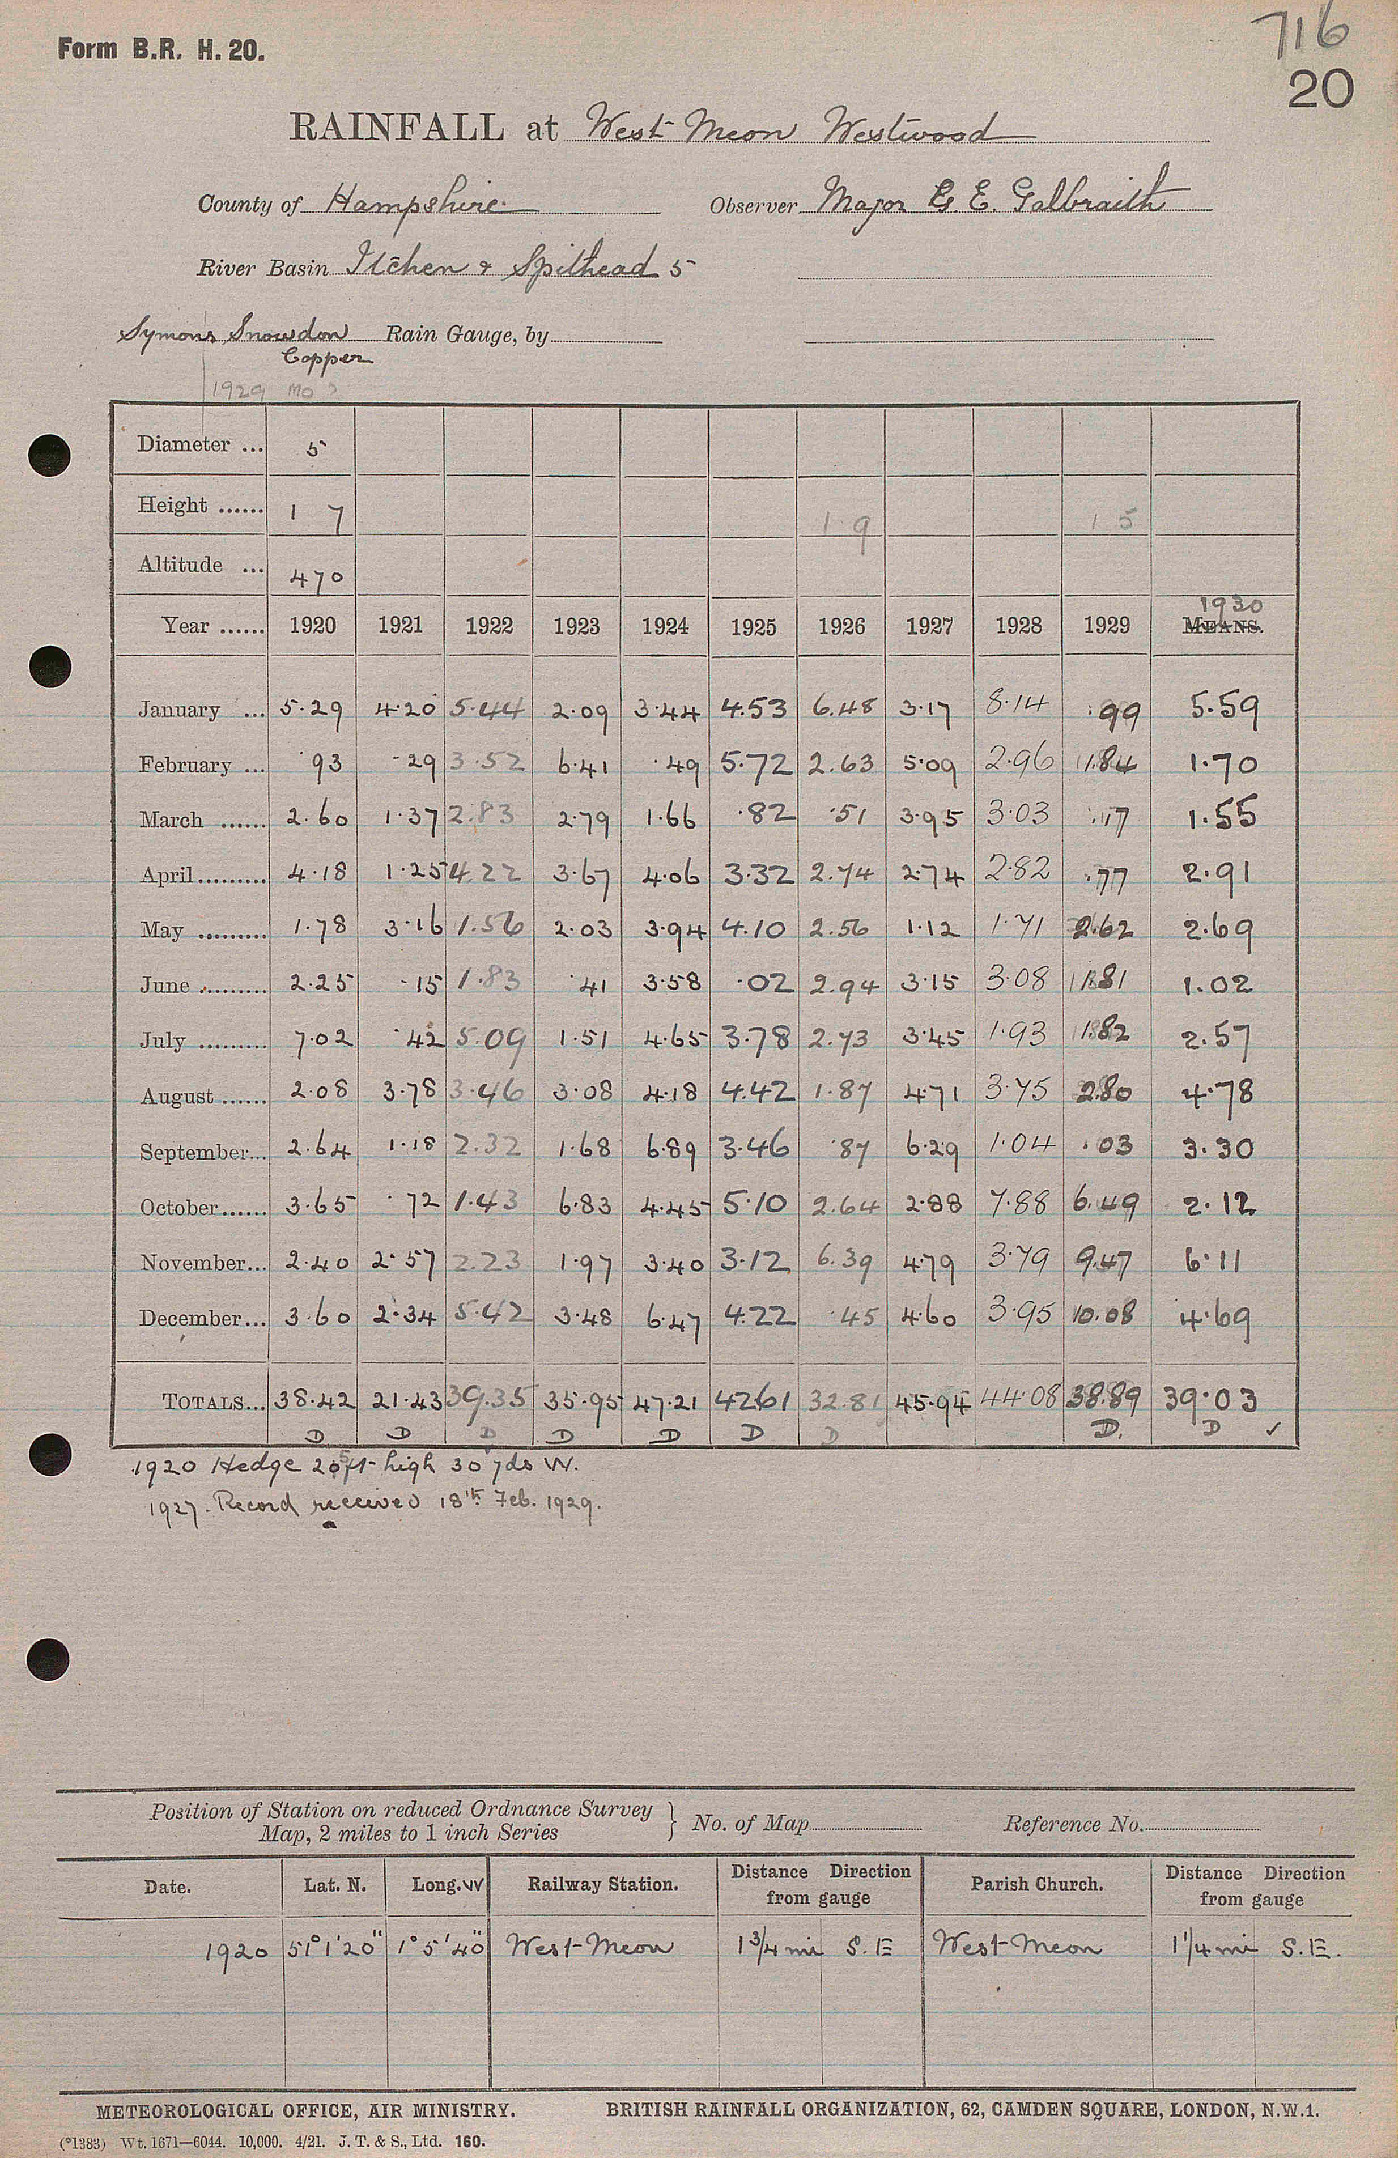 716
Form B.R. H. 20.
20
RAINFALL at West Meon Westwood
County of Hampshire Observer Major G. E. Galbraith
River Basin Itchen & Spithead 5
Symons Snowdon Rain Gauge, by
Copper
1929
Diameter ... 5
Height ...... 1 7 1.9 1 5
Altitude ... 470
1930
Year ...... 1920 1921 1922 1923 1924 1925 1926 1927 1928 1929 MEANS.
January ... 5.29 4.20 5.44 2.09 3.44 4.53 6.48 3.17 8.14 .99 5.59
February ... .93 .29 3.52 6.41 .49 5.72 2.63 5.09 2.96 1.84 1.70
March ...... 2.60 1.37 2.83 2.79 1.66 .82 .51 3.95 3.03 .17 1.55
April ......... 4.18 1.25 4.22 3.67 4.06 3.32 2.74 2.74 2.82 .77 2.91
May ......... 1.78 3.16 1.56 2.03 3.94 4.10 2.56 1.12 1.71 2.62 2.69
June ......... 2.25 .15 1.83 .41 3.58 .02 2.94 3.15 3.08 1.81 1.02
July ......... 7.02 .42 5.09 1.51 4.65 3.78 2.73 3.45 1.93 1.82 2.57
August ...... 2.08 3.78 3.46 3.08 4.18 4.42 1.87 4.71 3.75 2.80 4.78
September... 2.64 1.18 2.32 1.68 6.89 3.46 .87 6.29 1.04 .03 3.30
October...... 3.65 .72 1.43 6.83 4.45 5.10 2.64 2.88 7.88 6.49 2.12
November... 2.40 2.57 2.23 1.97 3.40 3.12 6.39 4.79 3.79 9.47 6.11
December... 3.60 2.34 5.42 3.48 6.47 4.22 .45 4.60 3.95 10.08 4.69
TOTALS... 38.42 21.43 39.35 35.95 47.21 42.61 32.81 45.94 44.08 38.89 39.03
D D D D D D D D. D ✓
1920 Hedge ft high 30 yds W.
1927. Record received 18th Feb. 1929.
Position of Station on reduced Ordnance Survey } No. of Map Reference No.
Map, 2 miles to 1 inch Series
Date. Lat. N. Long. W Railway Station. Distance Direction from gauge Parish Church. Distance Direction from gauge
1920 51° 1' 20" 1° 5' 40" West Meon 1 3/4 mi S. E West Meon 1 1/4 mi S.E.
METEOROLOGICAL OFFICE, AIR MINISTRY. BRITISH RAINFALL ORGANIZATION, 62, CAMDEN SQUARE, LONDON, N.W.1.
(*1383) Wt. 1671—6044. 10,000. 4/21. J. T. & S., Ltd. 160.